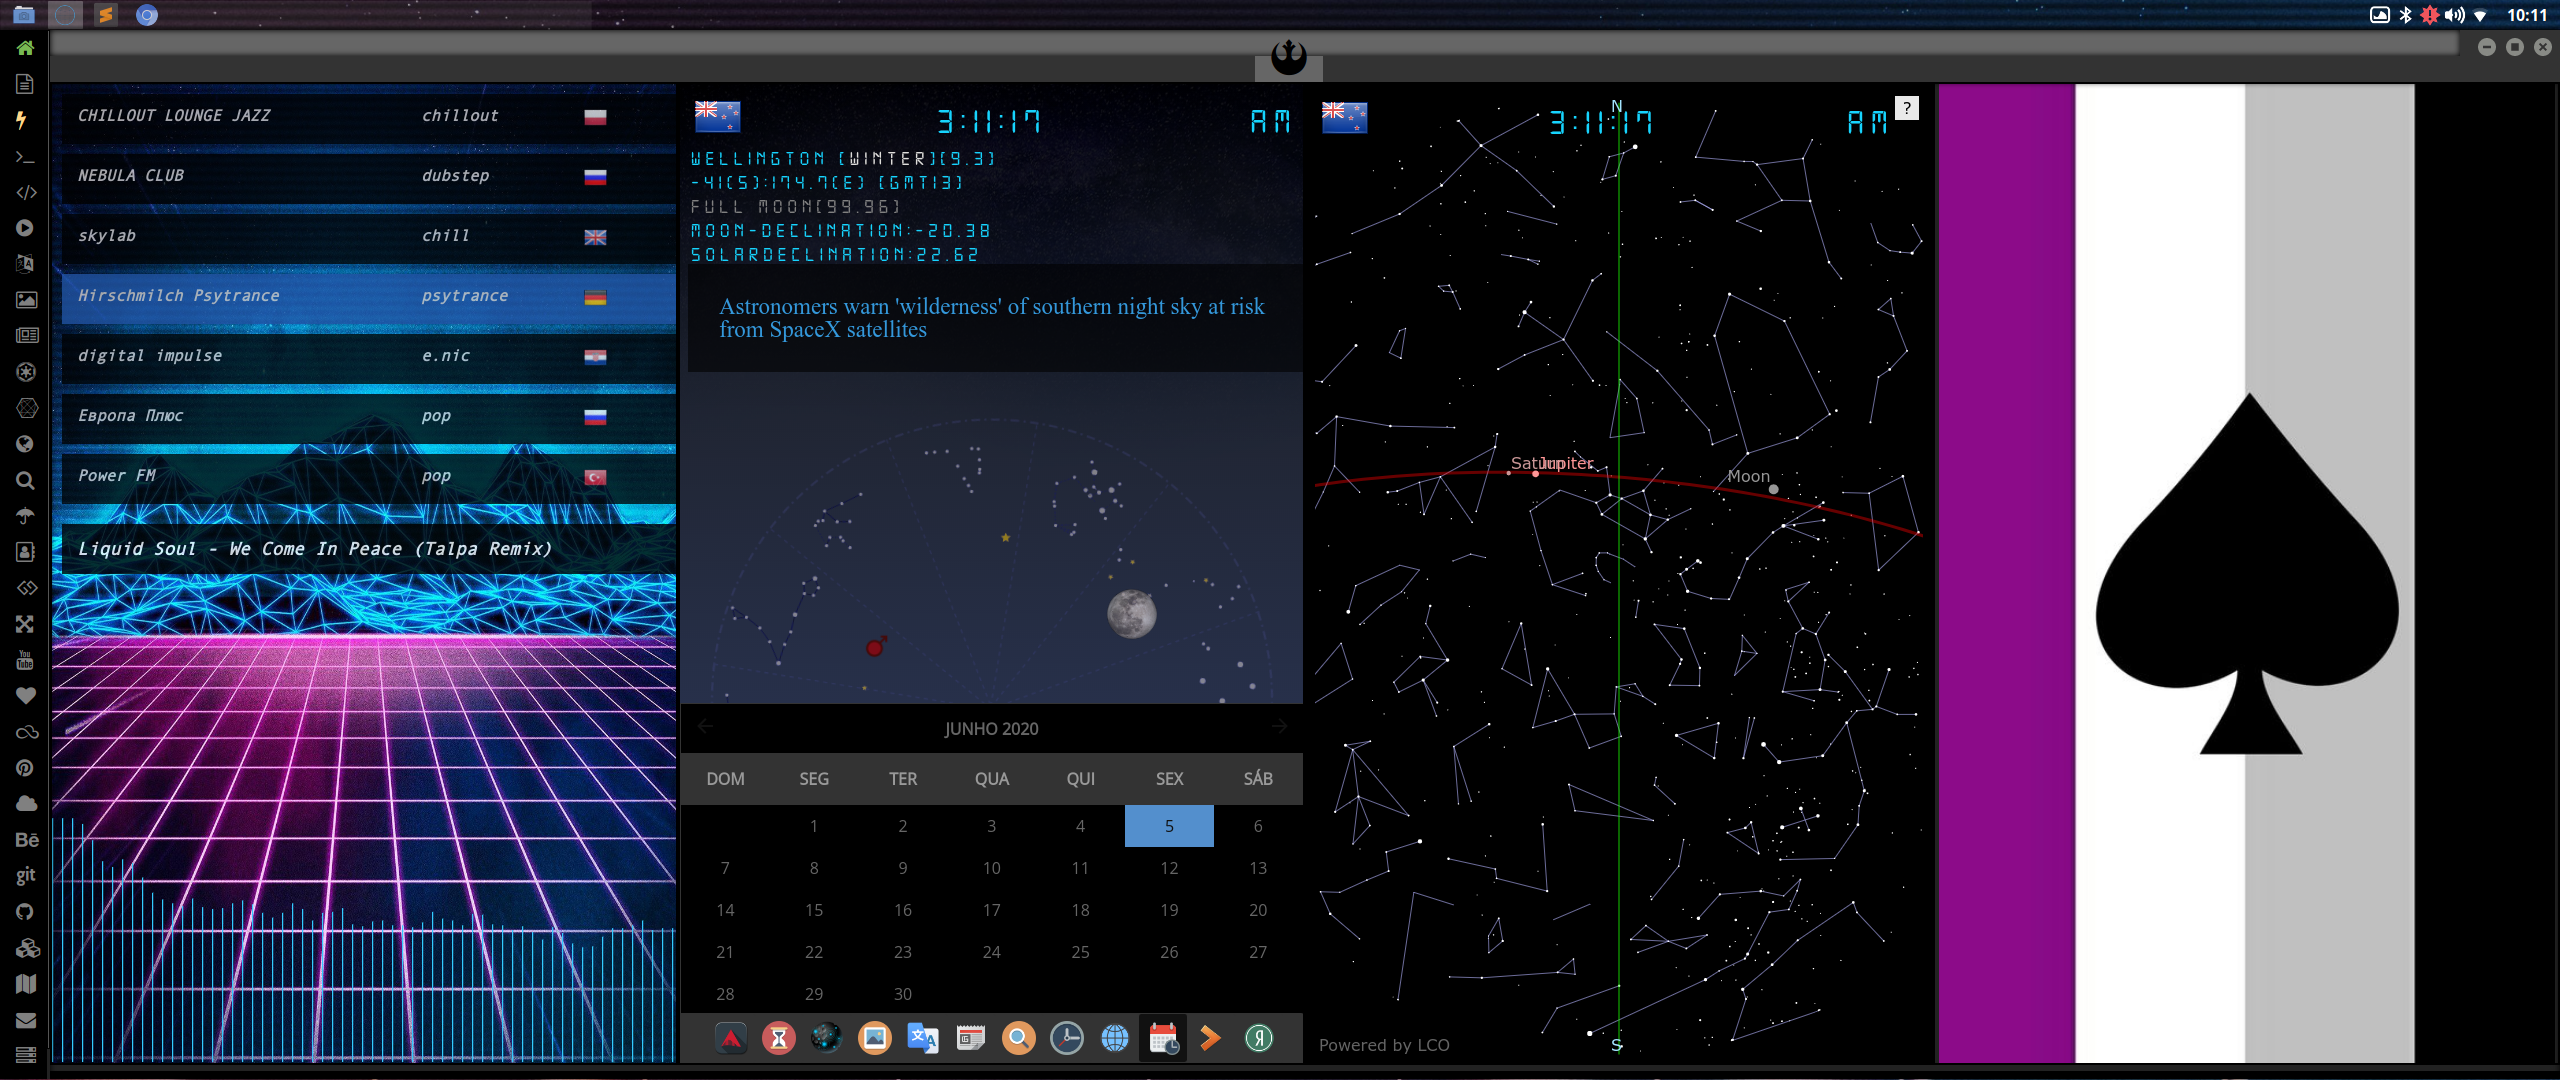 10:11
CHILLOUT LOUNGE JAZZ chillout
NEBULA CLUB dubstep
skylab chill
Hirschmilch Psytrance psytrance
digital impulse e.nic
Европа Плюс pop
Power FM pop
Liquid Soul - We Come In Peace (Talpa Remix)
You
Tube
Bē
git
3:11:17 AM
WELLINGTON [WINTER][9.3]
-41(S):174.7(E) [GMT13]
FULL MOON[99.96]
MOON-DECLINATION:-20.38
SOLARDECLINATION:22.62
Astronomers warn 'wilderness' of southern night sky at risk
from SpaceX satellites
JUNHO 2020
DOM SEG TER QUA QUI SEX SÁB
1 2 3 4 5 6
7 8 9 10 11 12 13
14 15 16 17 18 19 20
21 22 23 24 25 26 27
28 29 30
Я
N
3:11:17 AM ?
Saturn Jupiter
Moon
S
Powered by LCO